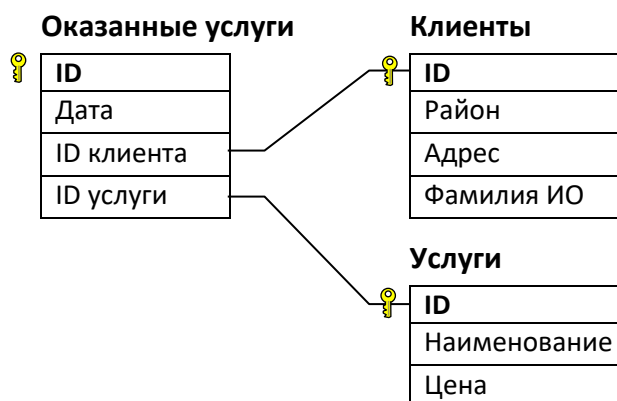 Оказанные услуги
ID
Дата
ID клиента
ID услуги
Клиенты
ID
Район
Адрес
Фамилия ИО
Услуги
ID
Наименование
Цена